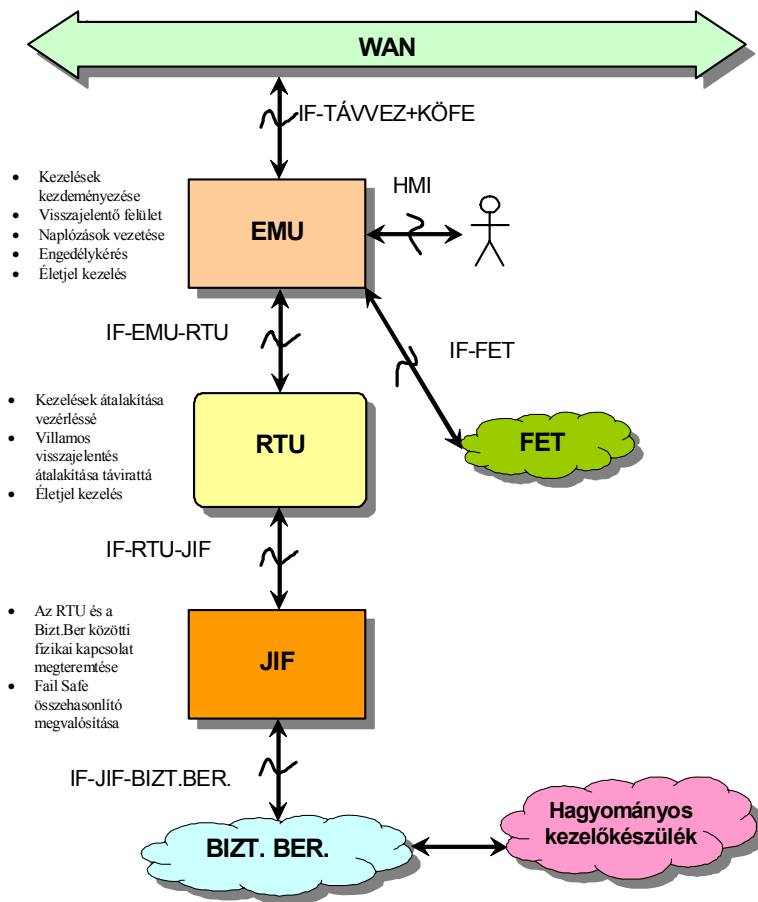 WAN
IF-TÁVVEZ+KÖFE
• Kezelések
kezdeményezése
• Visszajelentő felület
• Naplózások vezetése
• Engedélykérés
• Életjel kezelés
EMU
HMI
IF-EMU-RTU
IF-FET
• Kezelések átalakítása
vezérléssé
• Villamos
visszajelentés
átalakítása távirattá
• Életjel kezelés
RTU
FET
IF-RTU-JIF
• Az RTU és a
Bizt.Ber közötti
fizikai kapcsolat
megteremtése
• Fail Safe
összehasonlító
megvalósítása
JIF
IF-JIF-BIZT.BER.
BIZT. BER.
Hagyományos
kezelőkészülék